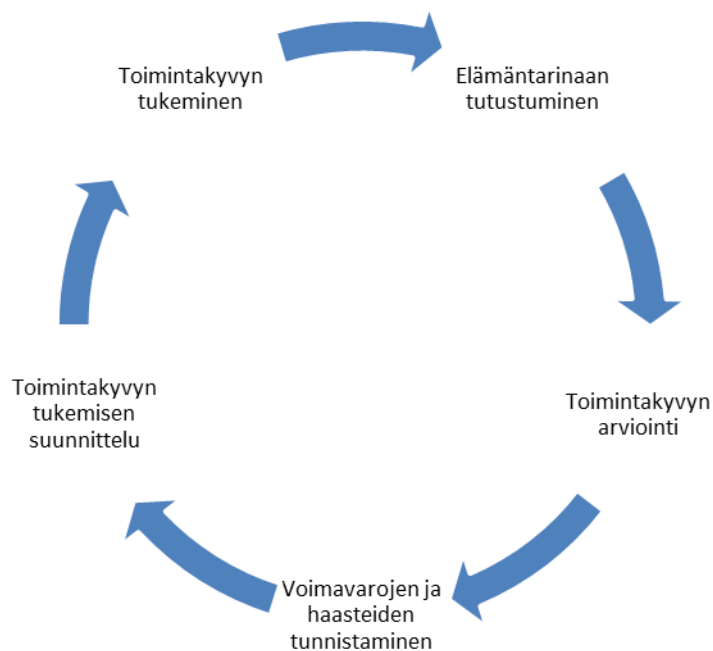 Toimintakyvyn
tukeminen
Elämäntarinaan
tutustuminen
Toimintakyvyn
arviointi
Voimavarojen ja
haasteiden
tunnistaminen
Toimintakyvyn
tukemisen
suunnittelu